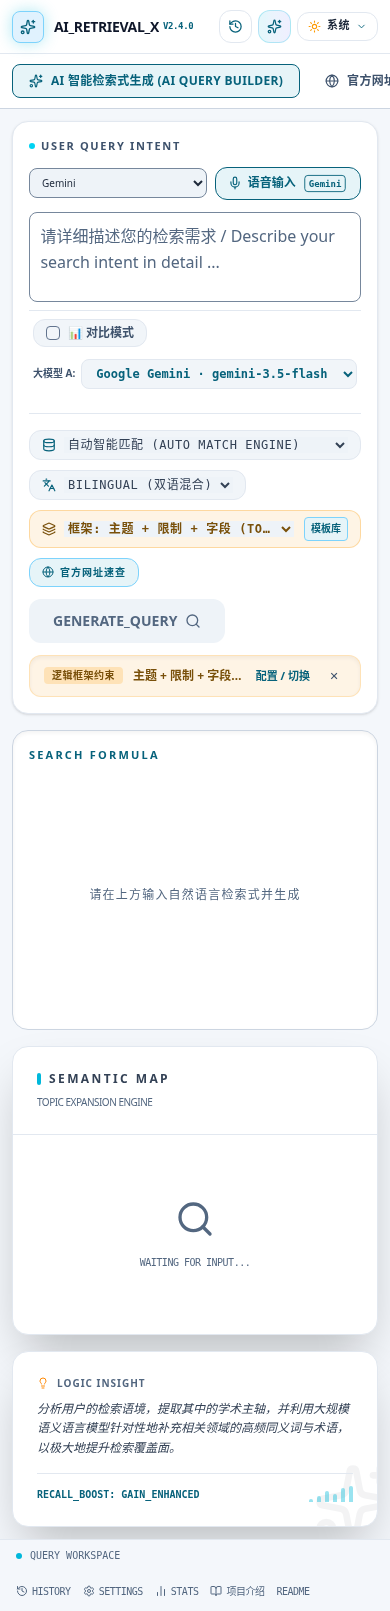 AI_RETRIEVAL_X V2.4.0 系统
AI 智能检索式生成 (AI QUERY BUILDER) 官方网
USER QUERY INTENT
Gemini 语音输入 Gemini
请详细描述您的检索需求 / Describe your
search intent in detail ...
📊 对比模式
大模型 A: Google Gemini · gemini-3.5-flash
自动智能匹配 (AUTO MATCH ENGINE)
BILINGUAL (双语混合)
框架: 主题 + 限制 + 字段 (TO… 模板库
官方网址速查
GENERATE_QUERY
逻辑框架约束 主题 + 限制 + 字段... 配置 / 切换 ×
SEARCH FORMULA
请在上方输入自然语言检索式并生成
SEMANTIC MAP
TOPIC EXPANSION ENGINE
WAITING FOR INPUT...
LOGIC INSIGHT
分析用户的检索语境，提取其中的学术主轴，并利用大规模
语义语言模型针对性地补充相关领域的高频同义词与术语，
以极大地提升检索覆盖面。
RECALL_BOOST: GAIN_ENHANCED
QUERY WORKSPACE
HISTORY SETTINGS STATS 项目介绍 README